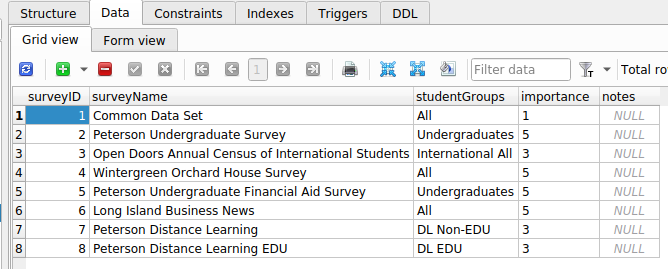 Structure Data Constraints Indexes Triggers DDL
Grid view Form view
1 Filter data T Total ro
surveyID surveyName studentGroups importance notes
1 1 Common Data Set All 1 NULL
2 2 Peterson Undergraduate Survey Undergraduates 5 NULL
3 3 Open Doors Annual Census of International Students International All 3 NULL
4 4 Wintergreen Orchard House Survey All 5 NULL
5 5 Peterson Undergraduate Financial Aid Survey Undergraduates 5 NULL
6 6 Long Island Business News All 5 NULL
7 7 Peterson Distance Learning DL Non-EDU 3 NULL
8 8 Peterson Distance Learning EDU DL EDU 3 NULL